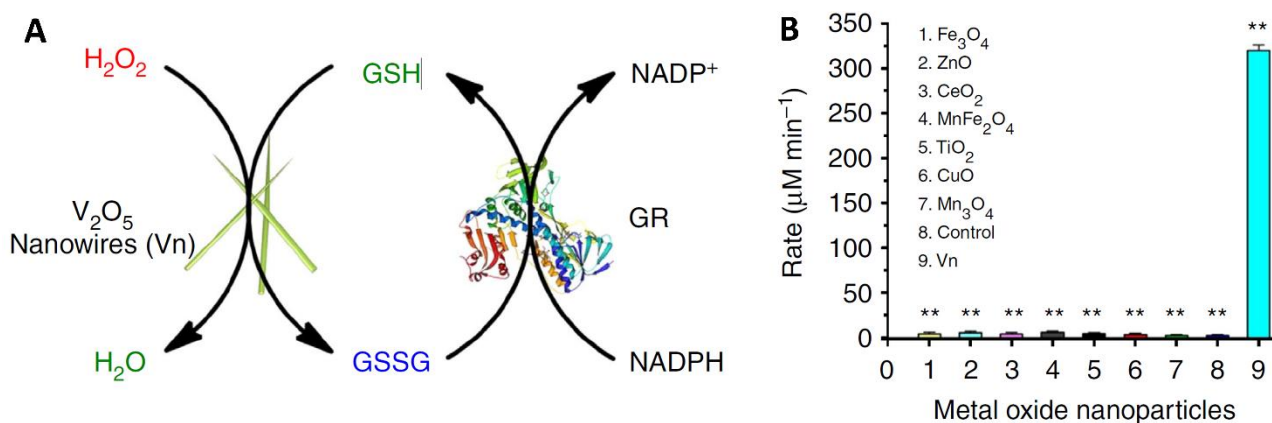 A
H₂O₂
GSH
NADP⁺
V₂O₅
Nanowires (Vn)
GR
H₂O
GSSG
NADPH
B
Rate (µM min⁻¹)
350
300
250
200
150
100
50
0
1. Fe₃O₄
2. ZnO
3. CeO₂
4. MnFe₂O₄
5. TiO₂
6. CuO
7. Mn₃O₄
8. Control
9. Vn
**
** ** ** ** ** ** ** **
0 1 2 3 4 5 6 7 8 9
Metal oxide nanoparticles